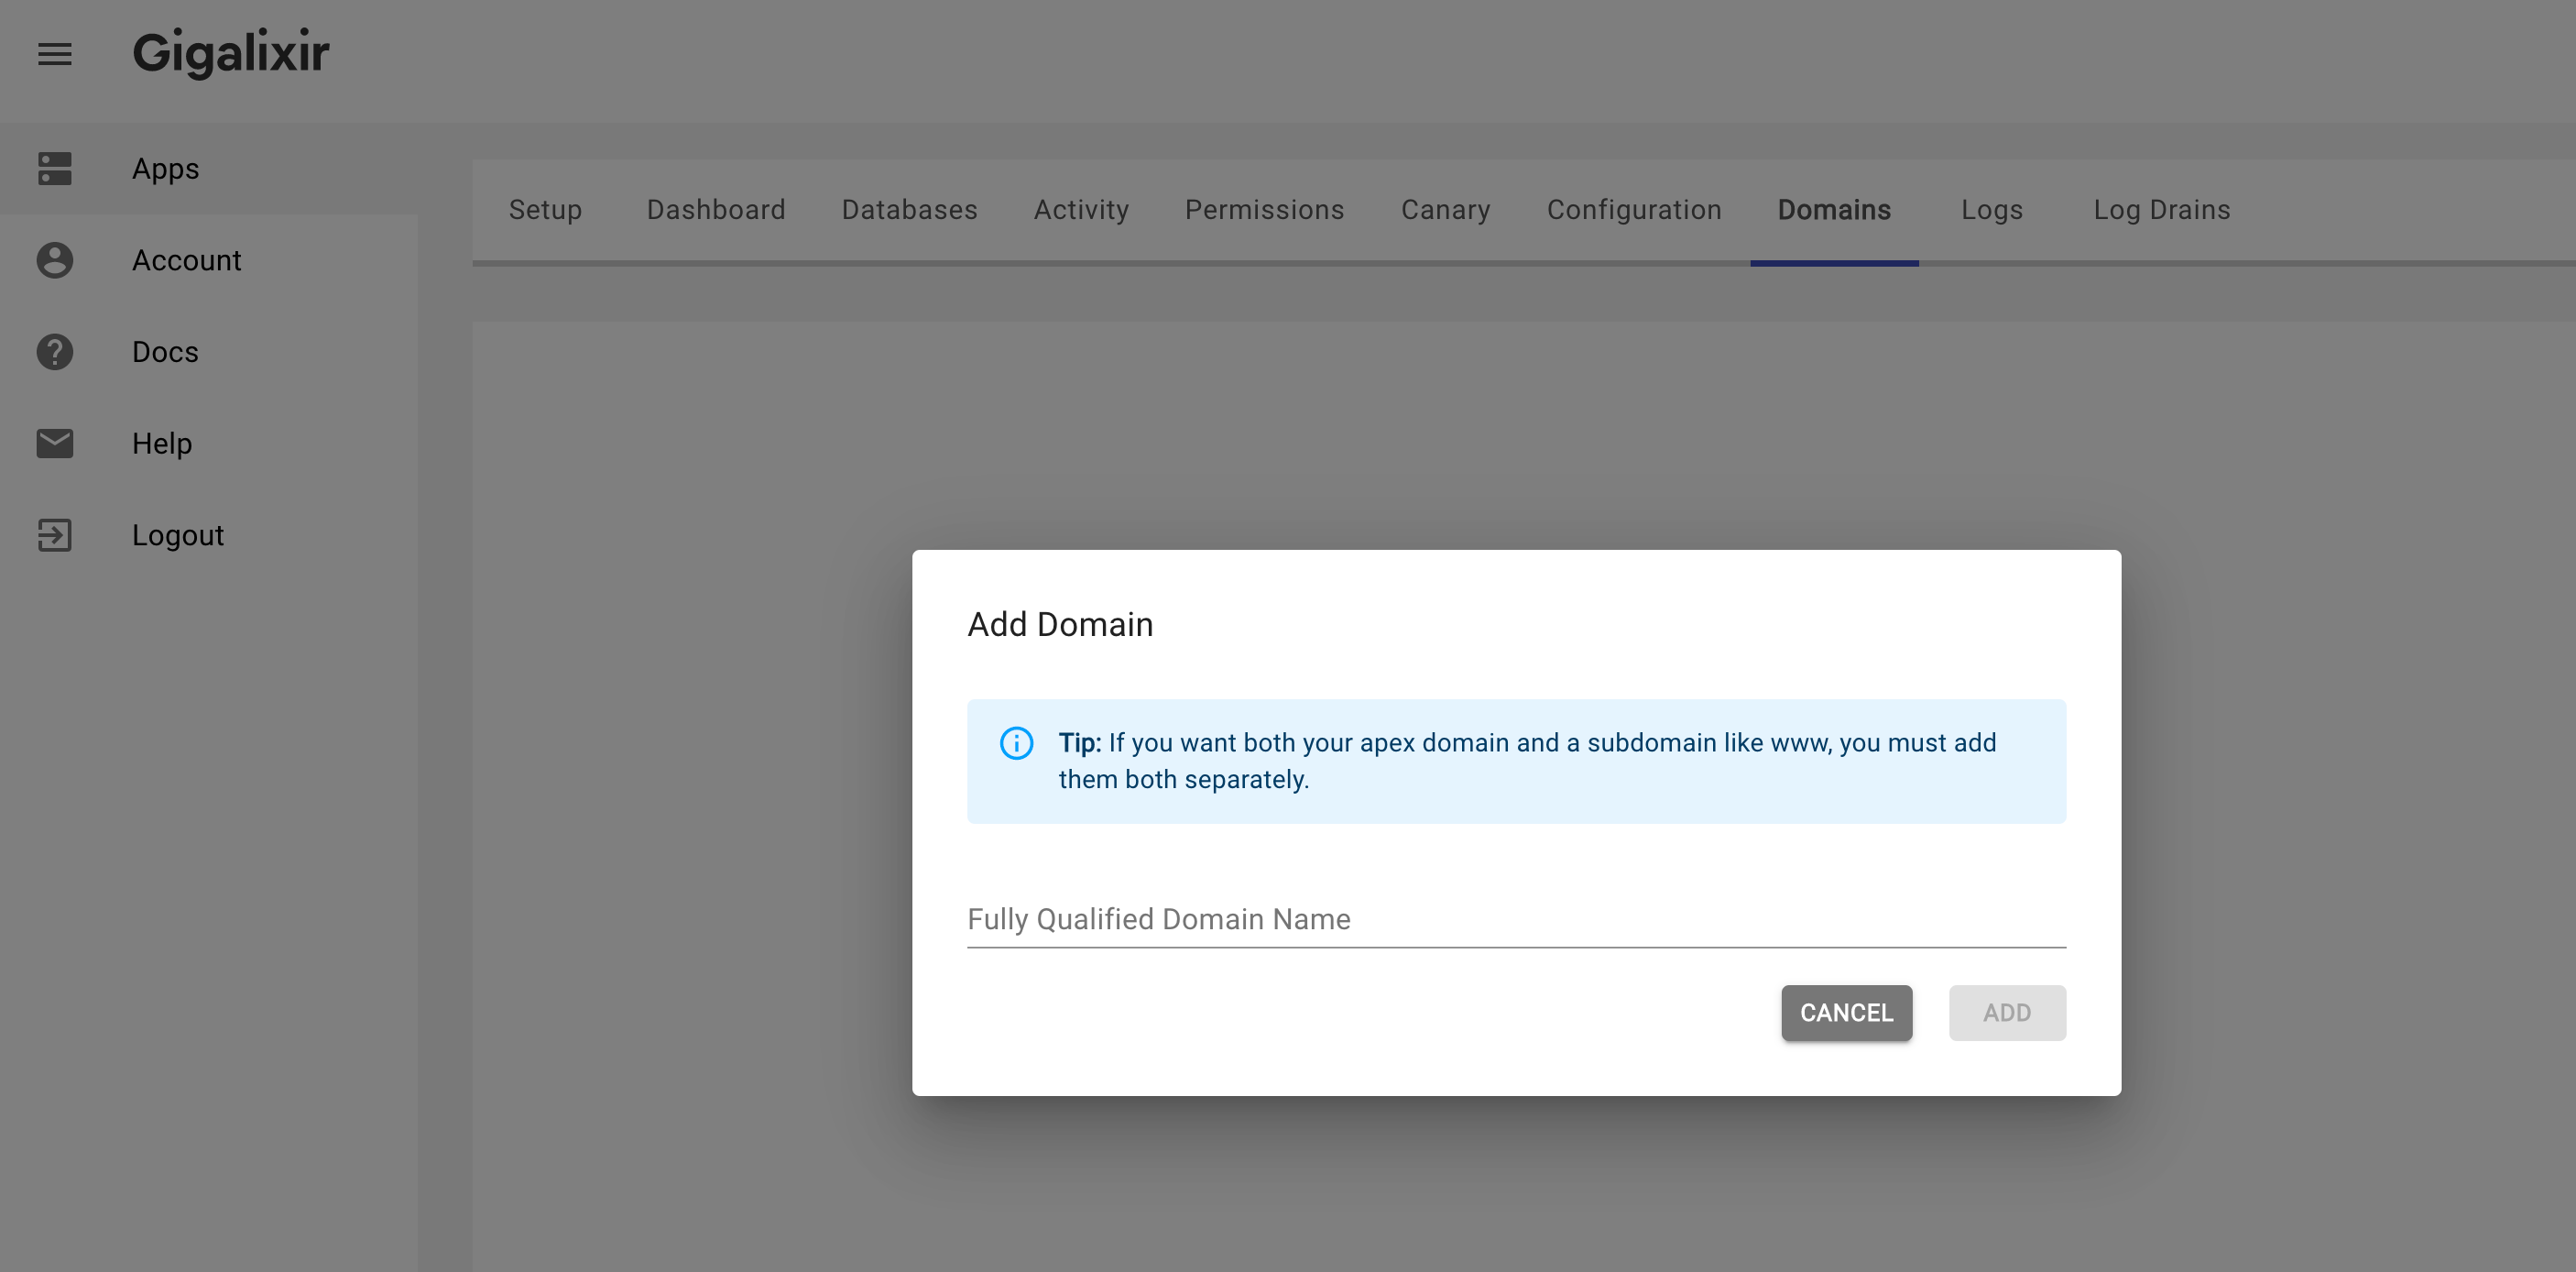 Gigalixir
Apps
Account
Docs
Help
Logout
Setup Dashboard Databases Activity Permissions Canary Configuration Domains Logs Log Drains
Add Domain
Tip: If you want both your apex domain and a subdomain like www, you must add
them both separately.
Fully Qualified Domain Name
CANCEL ADD